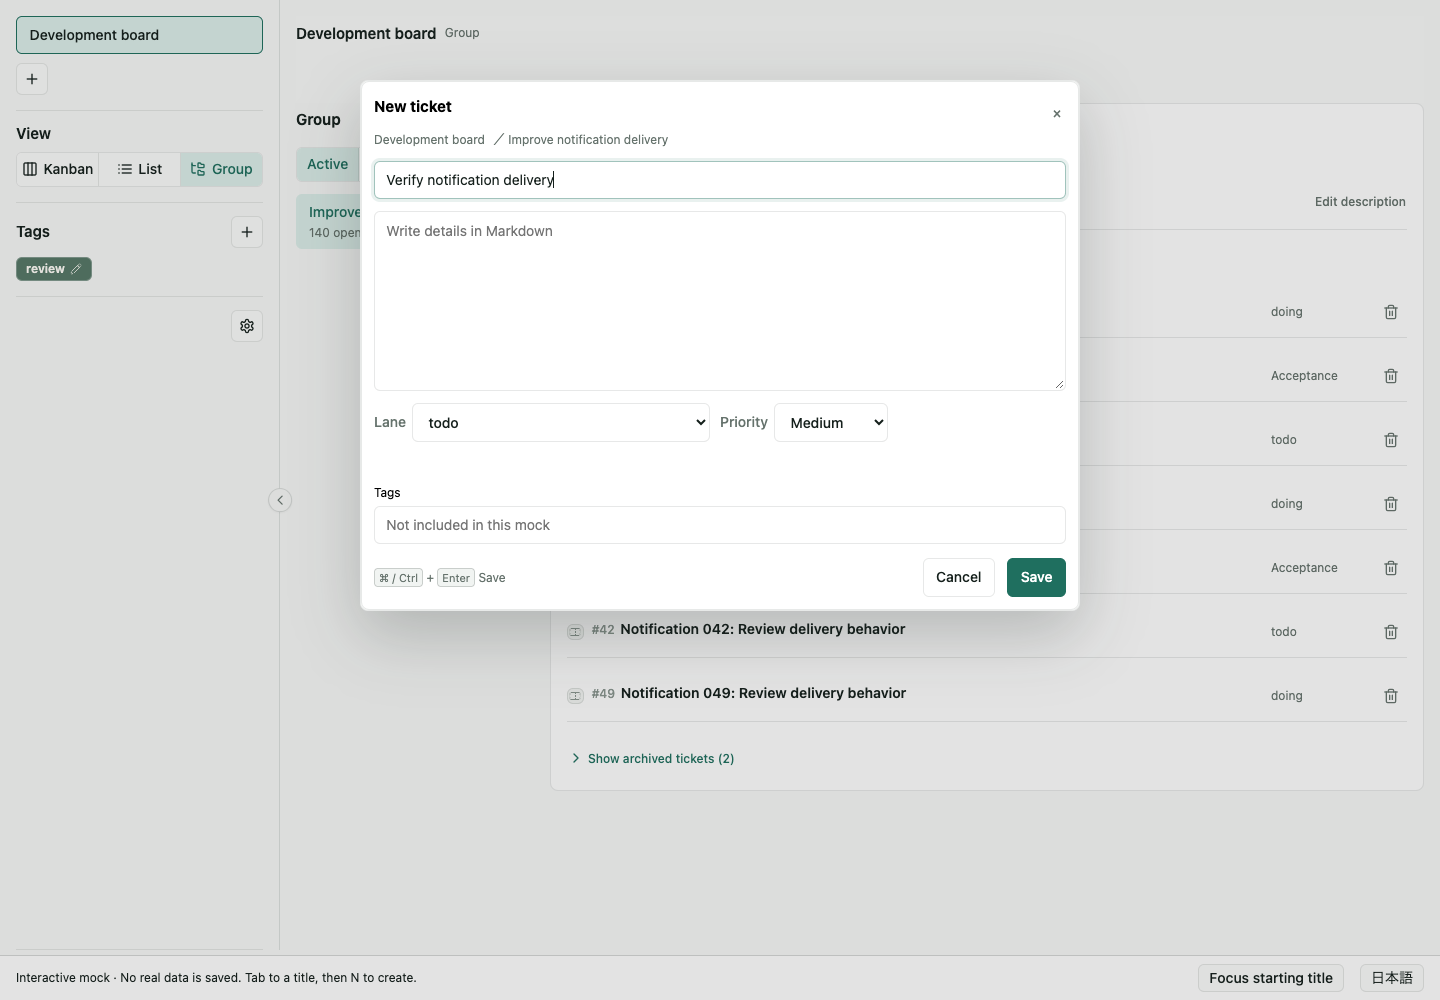 Development board
Development board Group
View
Kanban List Group
Tags
review
Group
Active
Improve
140 open
New ticket
×
Development board / Improve notification delivery
Verify notification delivery
Write details in Markdown
Lane todo Priority Medium
Tags
Not included in this mock
⌘ / Ctrl + Enter Save
Cancel
Save
Edit description
doing
Acceptance
todo
doing
Acceptance
#42 Notification 042: Review delivery behavior todo
#49 Notification 049: Review delivery behavior doing
Show archived tickets (2)
Interactive mock · No real data is saved. Tab to a title, then N to create.
Focus starting title
日本語